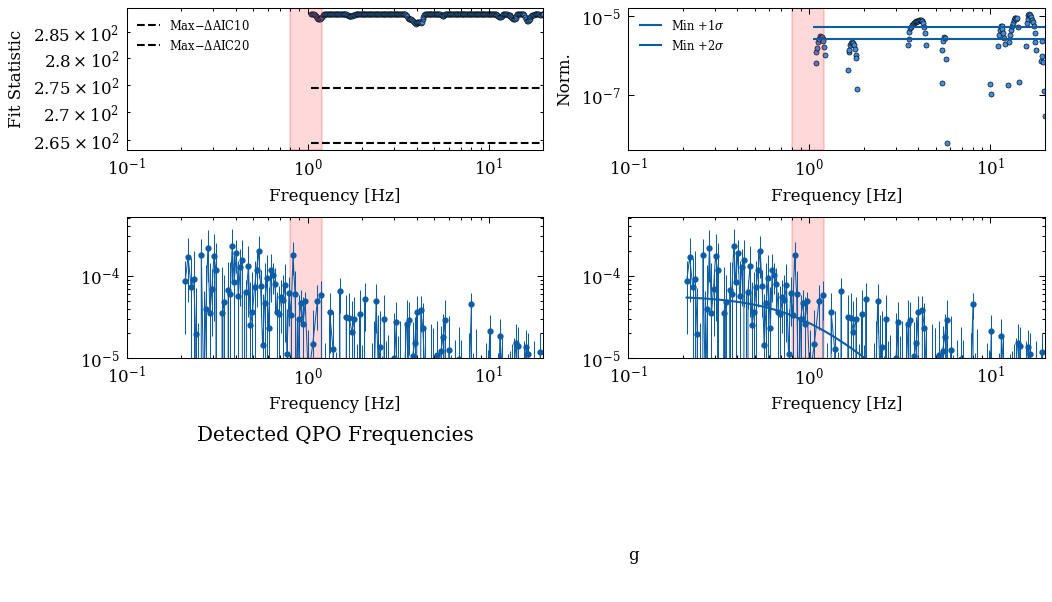 Fit Statistic
2.85 × 10²
2.8 × 10²
2.75 × 10²
2.7 × 10²
2.65 × 10²
Max−ΔAIC10
Max−ΔAIC20
10⁻¹ 10⁰ 10¹
Frequency [Hz]
Norm.
10⁻⁵
10⁻⁷
Min +1σ
Min +2σ
10⁻¹ 10⁰ 10¹
Frequency [Hz]
10⁻⁴
10⁻⁵
10⁻¹ 10⁰ 10¹
Frequency [Hz]
10⁻⁴
10⁻⁵
10⁻¹ 10⁰ 10¹
Frequency [Hz]
Detected QPO Frequencies
g